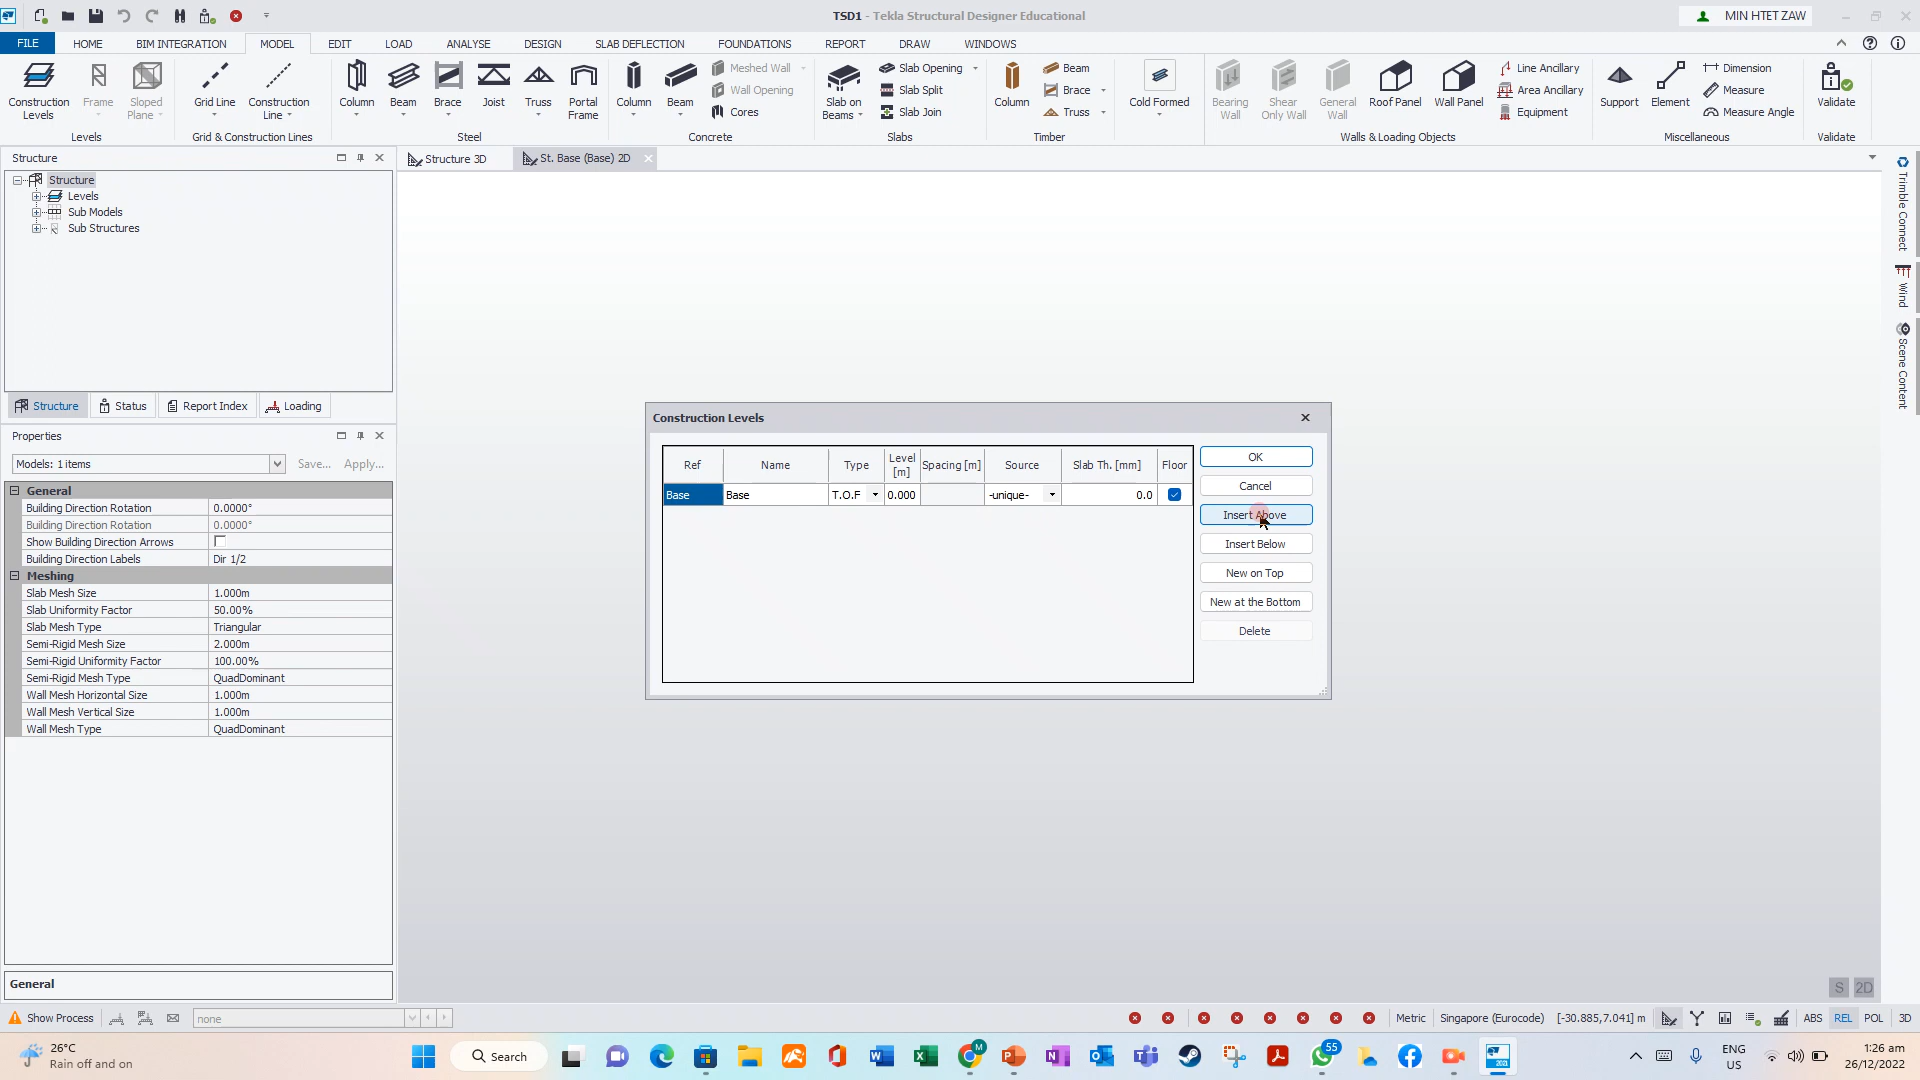 TSD1 - Tekla Structural Designer Educational
MIN HTET ZAW
FILE HOME BIM INTEGRATION MODEL EDIT LOAD ANALYSE DESIGN SLAB DEFLECTION FOUNDATIONS REPORT DRAW WINDOWS
Construction Levels
Frame
Sloped Plane
Levels
Grid Line
Construction Line
Grid & Construction Lines
Column
Beam
Brace
Joist
Truss
Portal Frame
Steel
Column
Beam
Meshed Wall
Wall Opening
Cores
Concrete
Slab on Beams
Slab Opening
Slab Split
Slab Join
Slabs
Column
Beam
Brace
Truss
Timber
Cold Formed
Bearing Wall
Shear Only Wall
General Wall
Roof Panel
Wall Panel
Line Ancillary
Area Ancillary
Equipment
Walls & Loading Objects
Support
Element
Dimension
Measure
Measure Angle
Miscellaneous
Validate
Validate
Structure
Structure
Levels
Sub Models
Sub Structures
Structure Status Report Index Loading
Properties
Models: 1 items Save... Apply...
General
Building Direction Rotation 0.0000°
Building Direction Rotation 0.0000°
Show Building Direction Arrows
Building Direction Labels Dir 1/2
Meshing
Slab Mesh Size 1.000m
Slab Uniformity Factor 50.00%
Slab Mesh Type Triangular
Semi-Rigid Mesh Size 2.000m
Semi-Rigid Uniformity Factor 100.00%
Semi-Rigid Mesh Type QuadDominant
Wall Mesh Horizontal Size 1.000m
Wall Mesh Vertical Size 1.000m
Wall Mesh Type QuadDominant
General
Structure 3D St. Base (Base) 2D
Construction Levels
Ref Name Type Level [m] Spacing [m] Source Slab Th. [mm] Floor
Base Base T.O.F 0.000 -unique- 0.0
OK
Cancel
Insert Above
Insert Below
New on Top
New at the Bottom
Delete
Trimble Connect
Wind
Scene Content
S 2D
Show Process none Metric Singapore (Eurocode) [-30.885,7.041] m ABS REL POL 3D
26°C
Rain off and on
Search
M
55
2021
ENG
US
1:26 am
26/12/2022